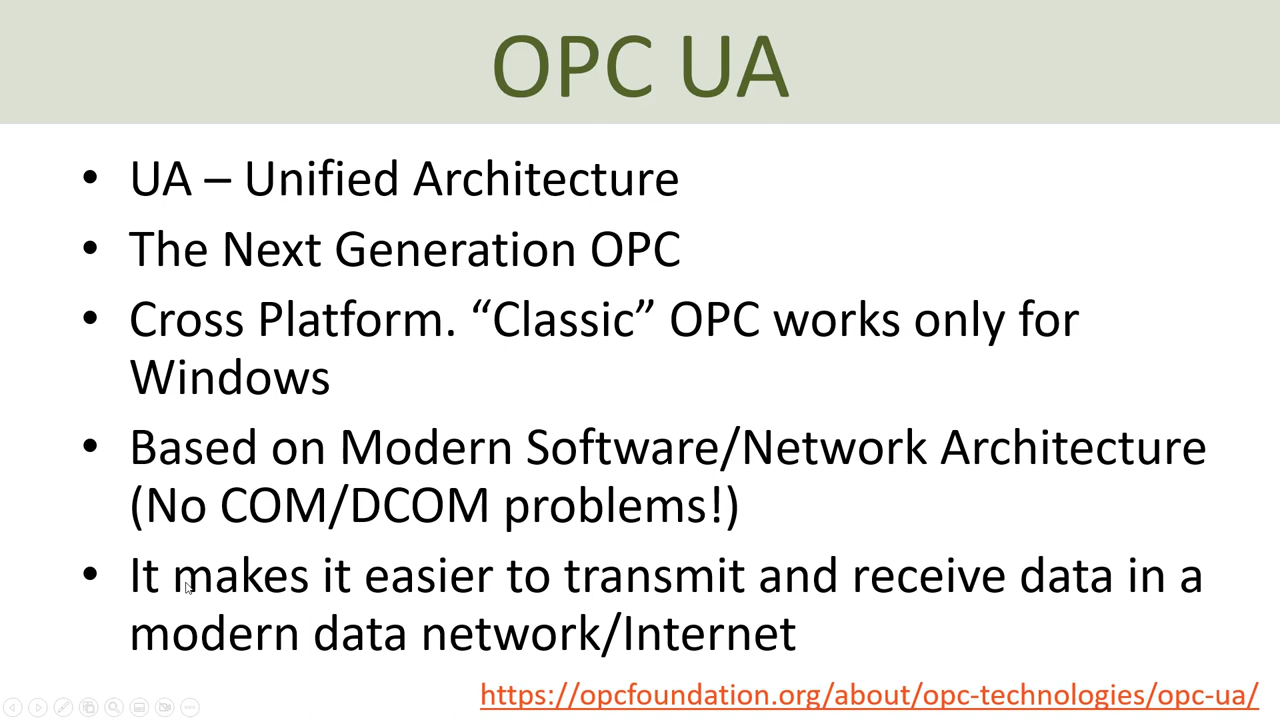 OPC UA
• UA – Unified Architecture
• The Next Generation OPC
• Cross Platform. “Classic” OPC works only for
Windows
• Based on Modern Software/Network Architecture
(No COM/DCOM problems!)
• It makes it easier to transmit and receive data in a
modern data network/Internet
https://opcfoundation.org/about/opc-technologies/opc-ua/